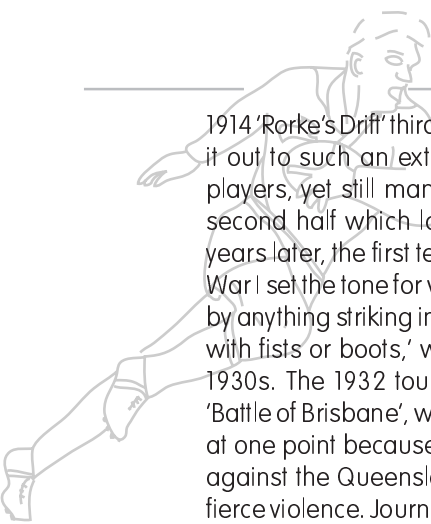 1914 ‘Rorke’s Drift’ third
it out to such an ext
players, yet still man
second half which lo
years later, the first te
War I set the tone for v
by anything striking in
with fists or boots,’ w
1930s. The 1932 tou
‘Battle of Brisbane’, w
at one point because
against the Queensla
fierce violence. Journ